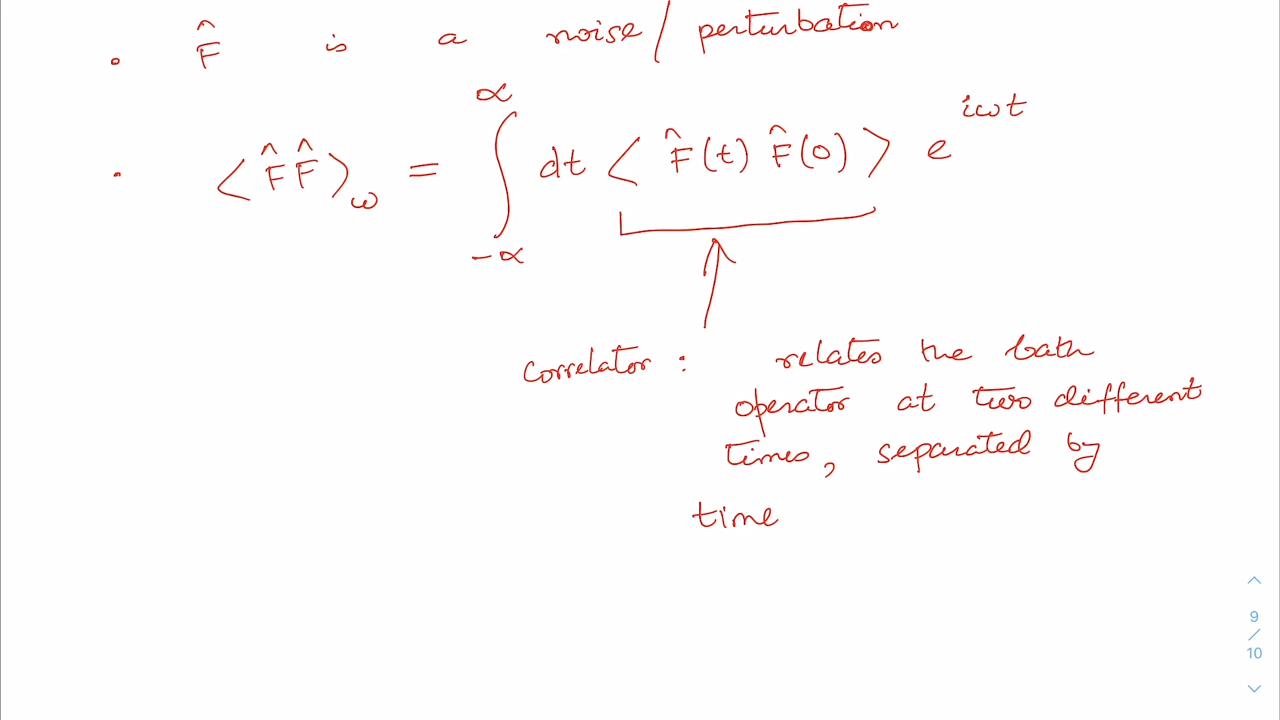 • F̂ is a noise / perturbation
• < F̂ F̂ >_ω = ∫_{-∝}^{∝} dt < F̂(t) F̂(0) > e^{iωt}
correlator : relates the bath
operator at two different
times, separated by
time
9
/
10